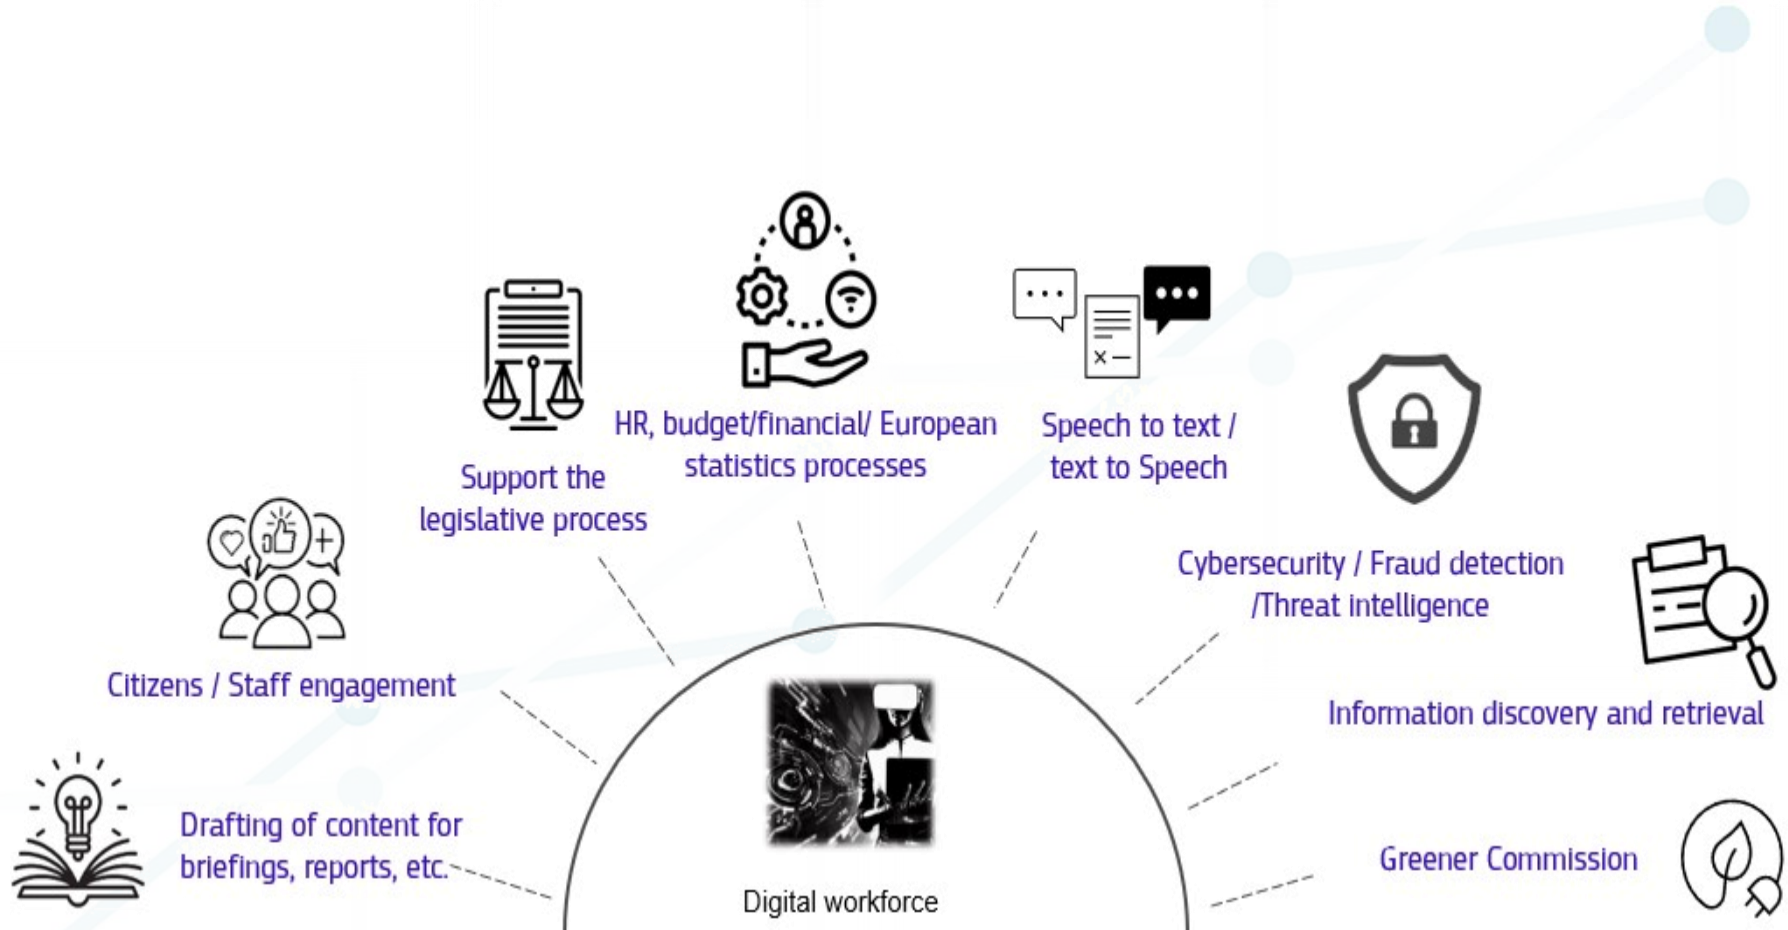 HR, budget/financial/ European
statistics processes
Speech to text /
text to Speech
Support the
legislative process
Cybersecurity / Fraud detection
/Threat intelligence
Citizens / Staff engagement
Information discovery and retrieval
Drafting of content for
briefings, reports, etc.
Greener Commission
Digital workforce